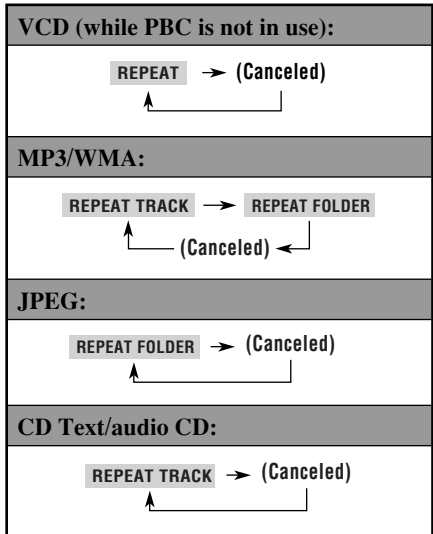 VCD (while PBC is not in use):
REPEAT (Canceled)
MP3/WMA:
REPEAT TRACK REPEAT FOLDER
(Canceled)
JPEG:
REPEAT FOLDER (Canceled)
CD Text/audio CD:
REPEAT TRACK (Canceled)